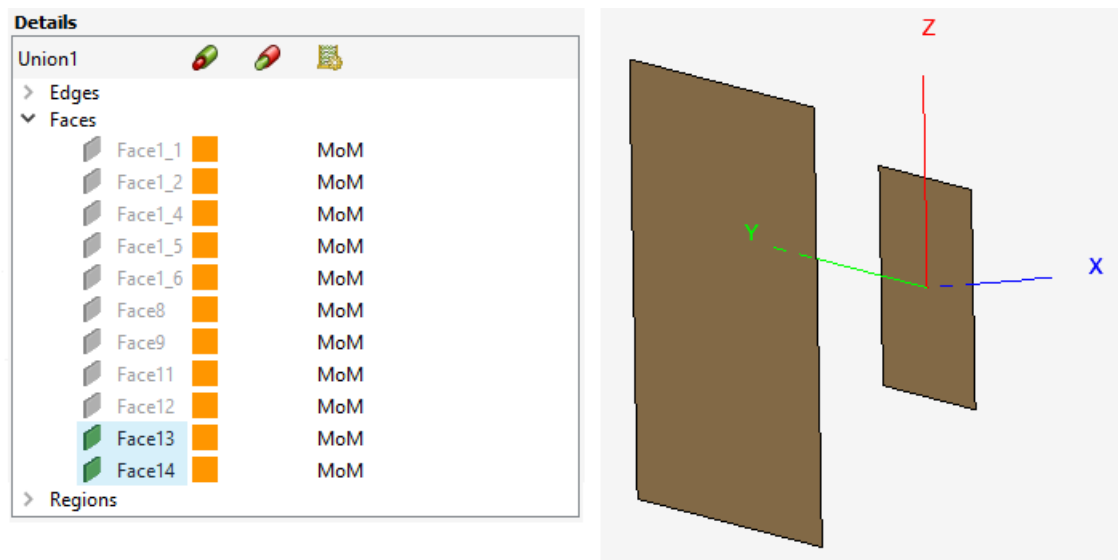 Details
Union1
Edges
Faces
Face1_1 MoM
Face1_2 MoM
Face1_4 MoM
Face1_5 MoM
Face1_6 MoM
Face8 MoM
Face9 MoM
Face11 MoM
Face12 MoM
Face13 MoM
Face14 MoM
Regions
Z
Y
X